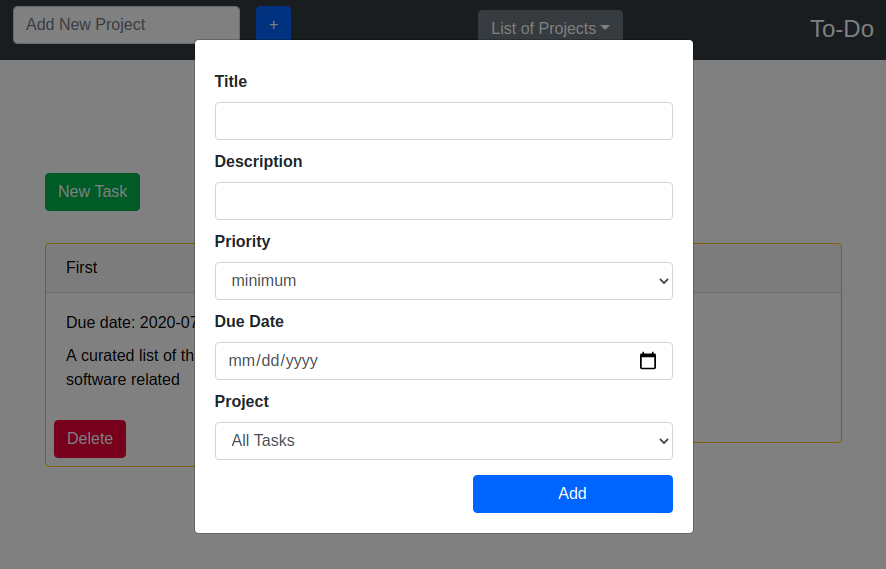 Add New Project
+
List of Projects
To-Do
New Task
First
Due date: 2020-07
A curated list of th
software related
Delete
Title
Description
Priority
minimum
Due Date
mm/dd/yyyy
Project
All Tasks
Add